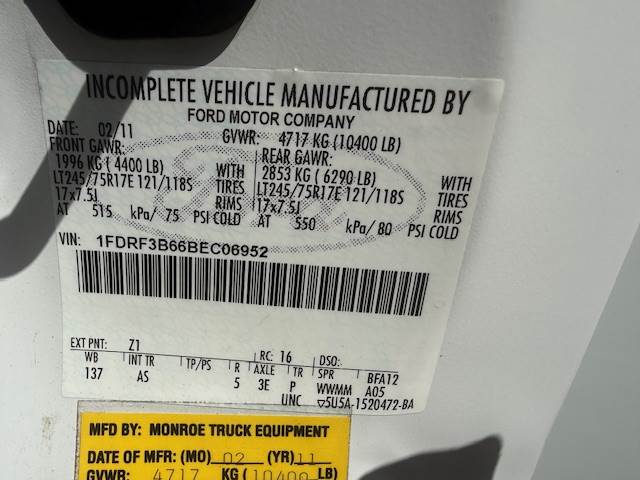 INCOMPLETE VEHICLE MANUFACTURED BY
FORD MOTOR COMPANY
DATE: 02/11 GVWR: 4717 KG (10400 LB)
FRONT GAWR: REAR GAWR:
1996 KG (4400 LB) WITH 2853 KG (6290 LB) WITH
LT245/75R17E 121/118S TIRES LT245/75R17E 121/118S TIRES
17x7.5J RIMS 17x7.5J RIMS
AT 515 kPa/ 75 PSI COLD AT 550 kPa/ 80 PSI COLD
VIN: 1FDRF3B66BEC06952
EXT PNT: Z1 RC: 16 DSO:
WB INT TR TP/PS R AXLE TR SPR BFA12
137 AS 5 3E P WWMM A05
UNC ▽5U5A-1520472-BA
MFD BY: MONROE TRUCK EQUIPMENT
DATE OF MFR: (MO) 02 (YR) 11
GVWR: 4717 KG (10400 LB)